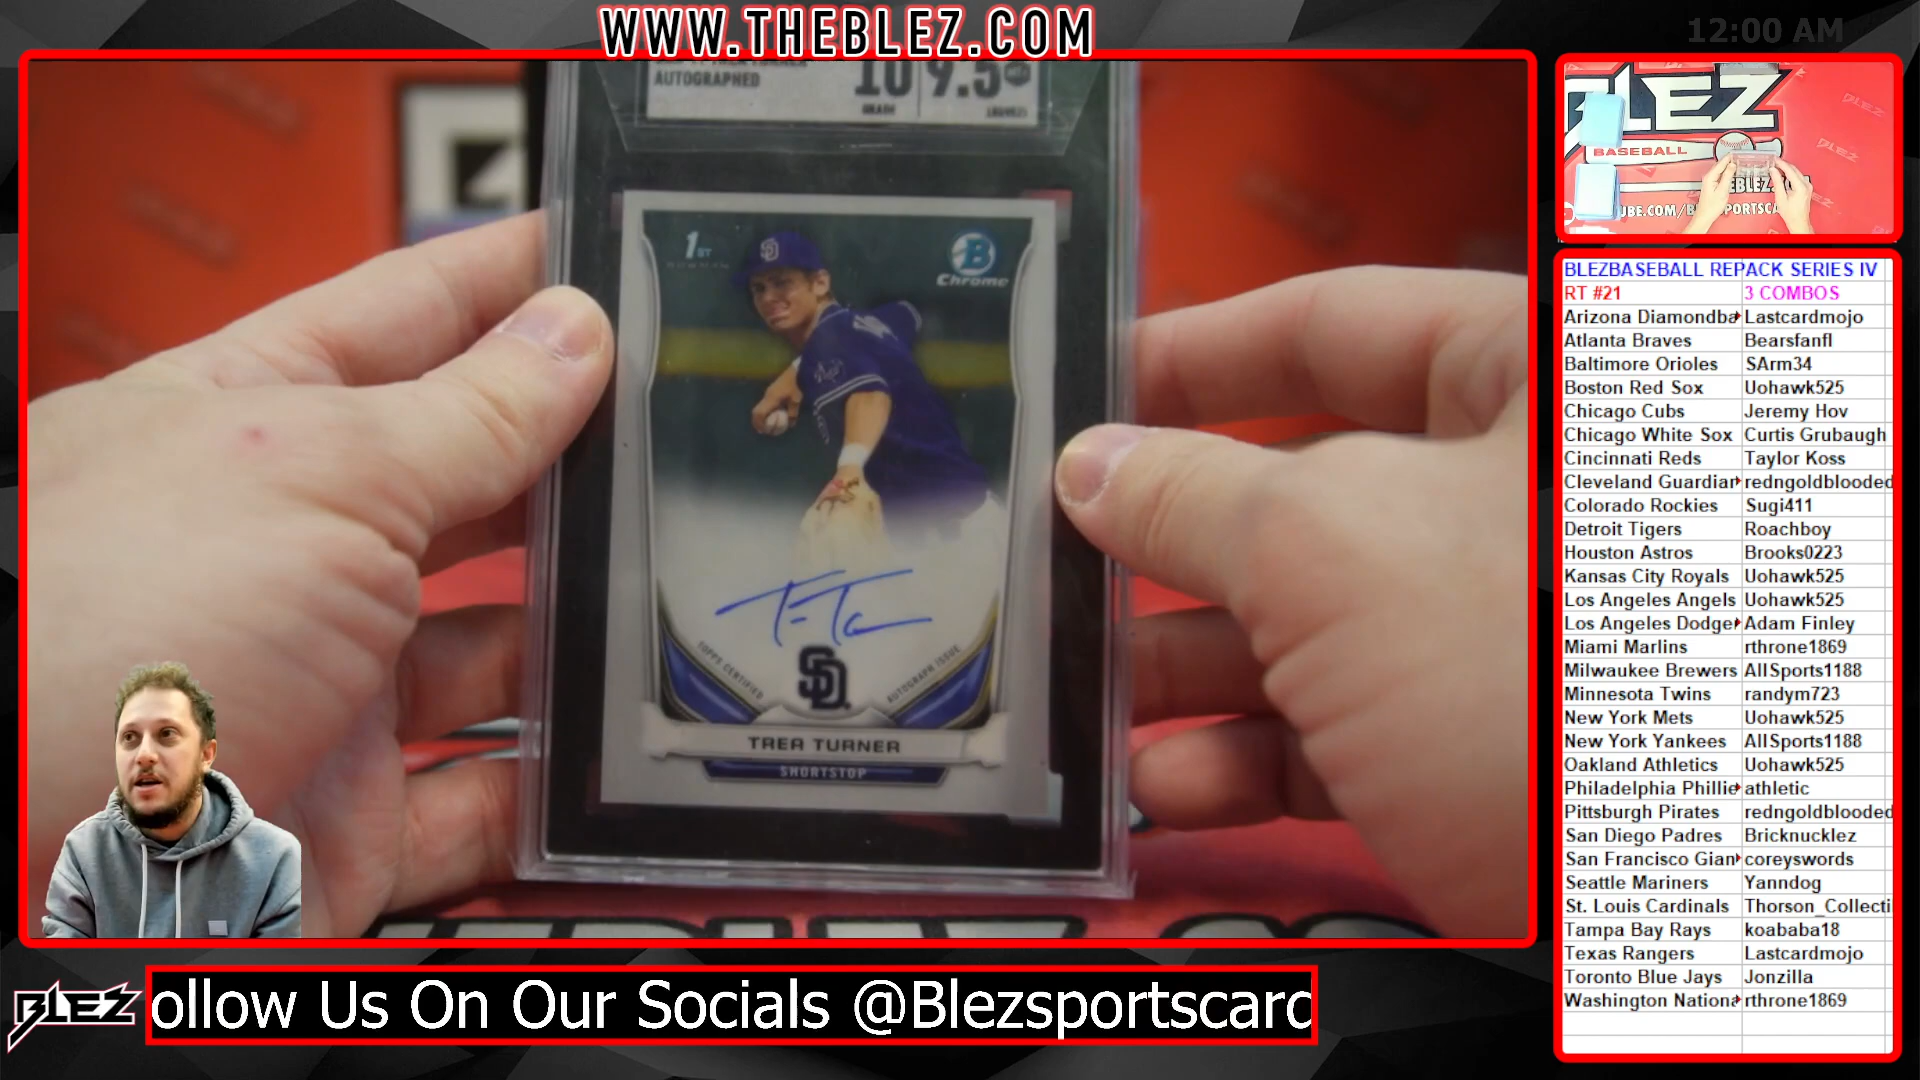 WWW.THEBLEZ.COM
12:00 AM
AUTOGRAPHED
10 9.5
1ST
B
Chrome
TOPPS CERTIFIED
AUTOGRAPH ISSUE
SD
TREA TURNER
SHORTSTOP
BLEZ
BASEBALL
BLEZBASEBALL REPACK SERIES IV
RT #21 3 COMBOS
Arizona Diamondba Lastcardmojo
Atlanta Braves Bearsfanfl
Baltimore Orioles SArm34
Boston Red Sox Uohawk525
Chicago Cubs Jeremy Hov
Chicago White Sox Curtis Grubaugh
Cincinnati Reds Taylor Koss
Cleveland Guardian redngoldblooded
Colorado Rockies Sugi411
Detroit Tigers Roachboy
Houston Astros Brooks0223
Kansas City Royals Uohawk525
Los Angeles Angels Uohawk525
Los Angeles Dodge Adam Finley
Miami Marlins rthrone1869
Milwaukee Brewers AllSports1188
Minnesota Twins randym723
New York Mets Uohawk525
New York Yankees AllSports1188
Oakland Athletics Uohawk525
Philadelphia Phillie athletic
Pittsburgh Pirates redngoldblooded
San Diego Padres Bricknucklez
San Francisco Gian coreyswords
Seattle Mariners Yanndog
St. Louis Cardinals Thorson_Collecti
Tampa Bay Rays koababa18
Texas Rangers Lastcardmojo
Toronto Blue Jays Jonzilla
Washington Nationa rthrone1869
BLEZ
ollow Us On Our Socials @Blezsportscard